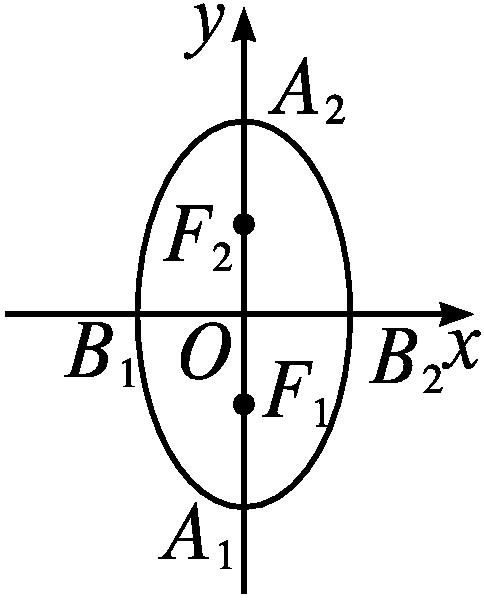 y
A₂
F₂
B₁ O B₂ x
F₁
A₁